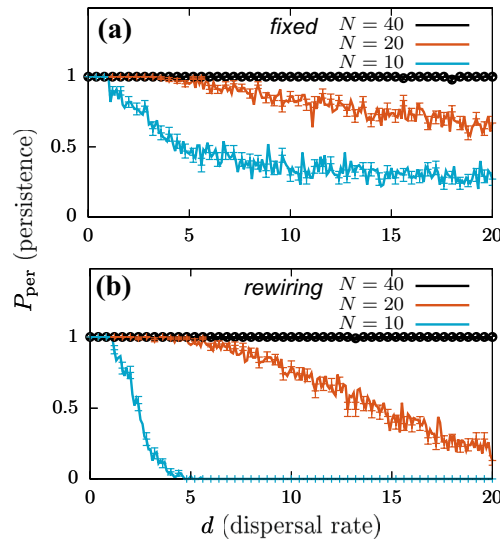 (a) fixed N = 40
N = 20
N = 10
1
0.5
0
0 5 10 15 20
P_per (persistence)
(b) rewiring N = 40
N = 20
N = 10
1
0.5
0
0 5 10 15 20
d (dispersal rate)